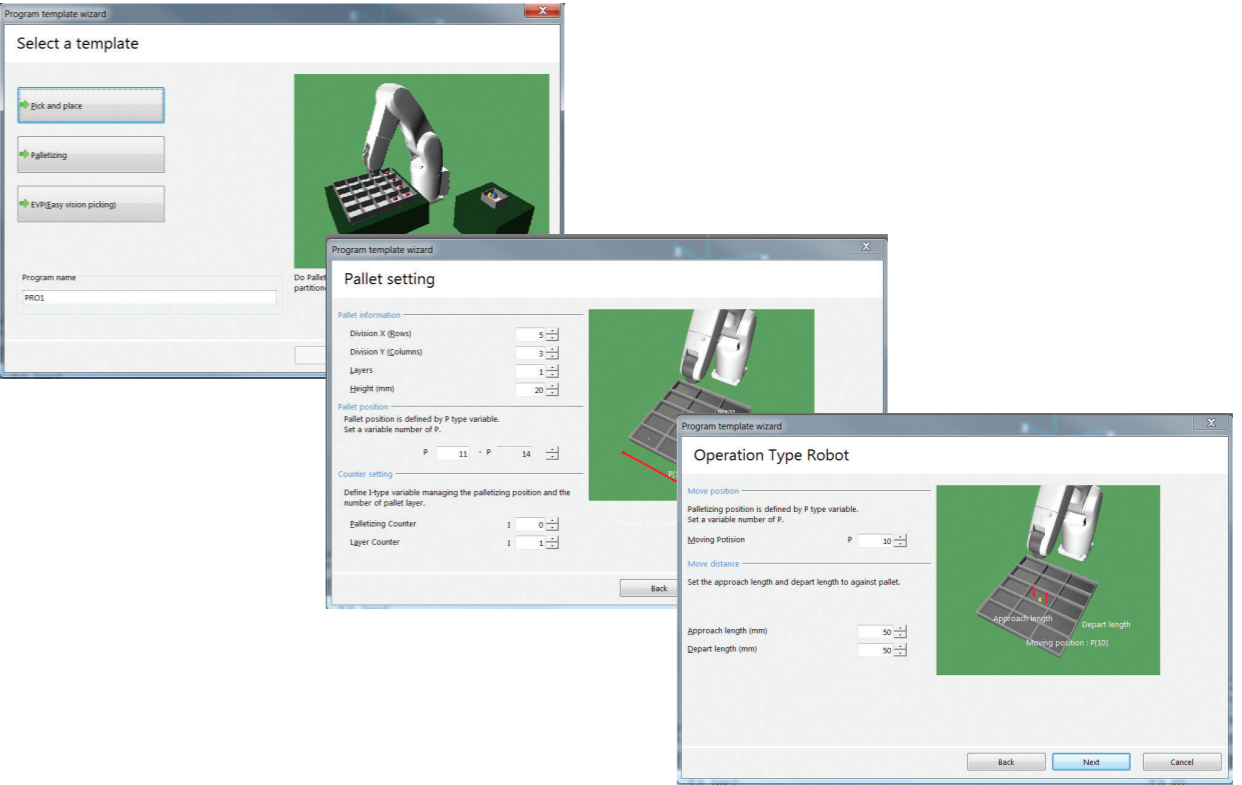 Program template wizard
Select a template
Pick and place
Palletizing
EVP(Easy vision picking)
Program name
PRO1
Do Pallet
partition
Program template wizard
Pallet setting
Pallet information
Division X (Rows) 5
Division Y (Columns) 3
Layers 1
Height (mm) 20
Pallet position
Pallet position is defined by P type variable.
Set a variable number of P.
P 11 - P 14
Counter setting
Define I-type variable managing the palletizing position and the
number of pallet layer.
Palletizing Counter I 0
Layer Counter I 1
Back
Program template wizard
Operation Type Robot
Move position
Palletizing position is defined by P type variable.
Set a variable number of P.
Moving Potision P 10
Move distance
Set the approach length and depart length to against pallet.
Approach length (mm) 50
Depart length (mm) 50
Approach length
Depart length
Moving position : P[10]
Back Next Cancel